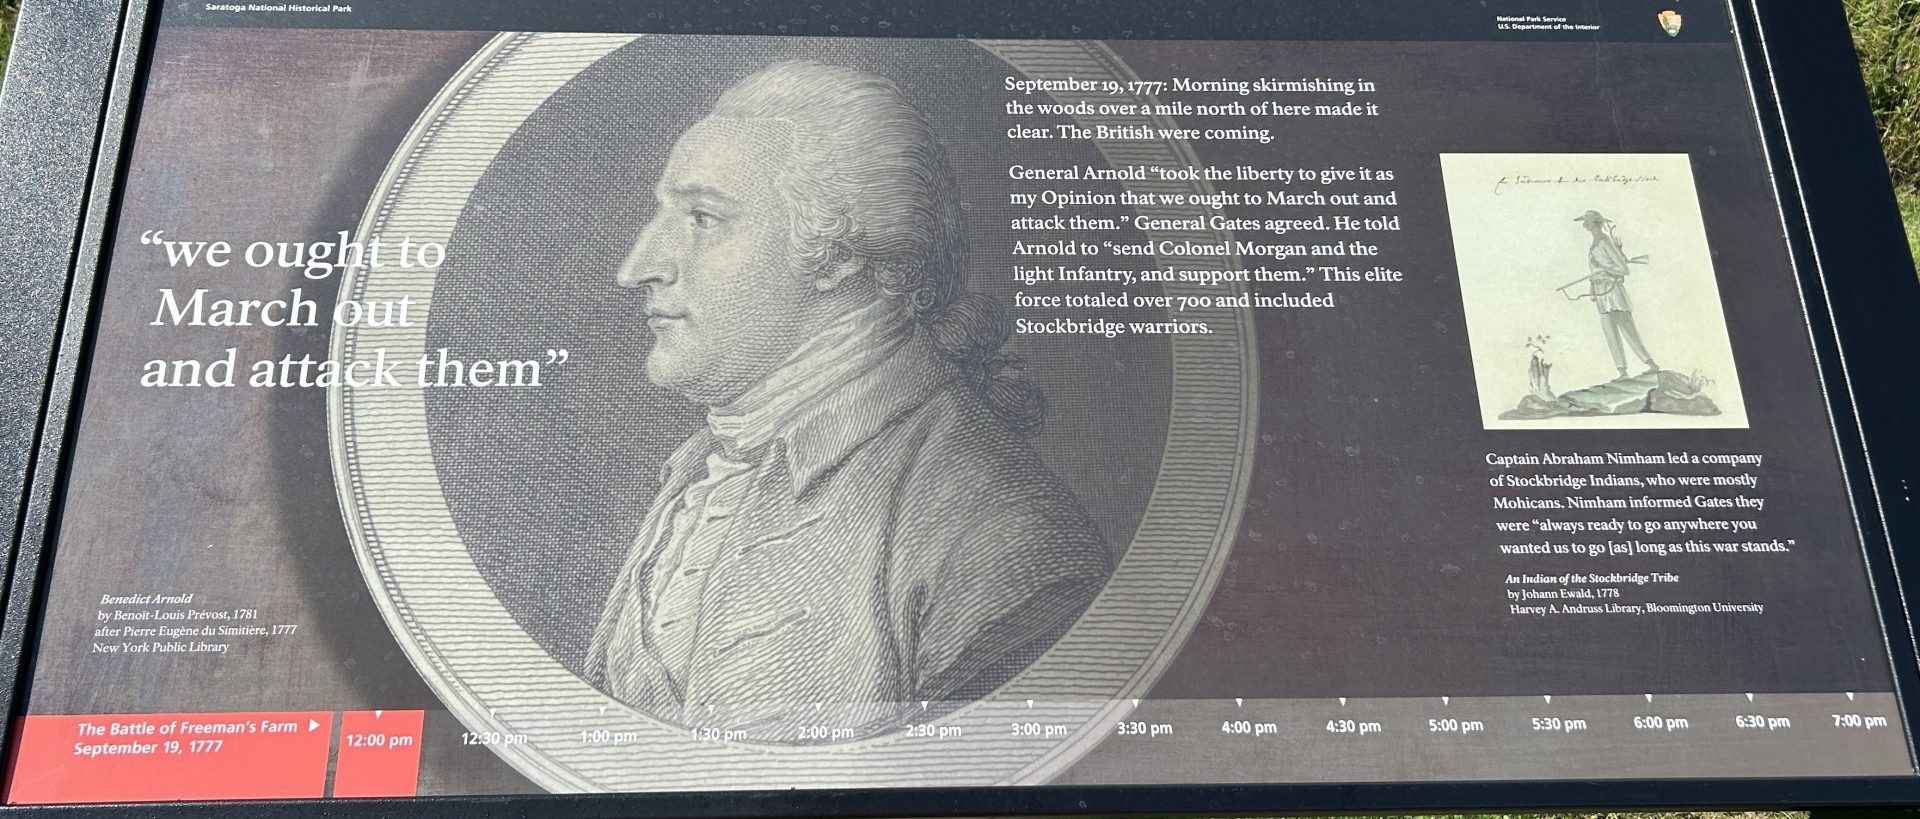 Saratoga National Historical Park
National Park Service
U.S. Department of the Interior
“we ought to
March out
and attack them”
September 19, 1777: Morning skirmishing in
the woods over a mile north of here made it
clear. The British were coming.
General Arnold “took the liberty to give it as
my Opinion that we ought to March out and
attack them.” General Gates agreed. He told
Arnold to “send Colonel Morgan and the
light Infantry, and support them.” This elite
force totaled over 700 and included
Stockbridge warriors.
Captain Abraham Nimham led a company
of Stockbridge Indians, who were mostly
Mohicans. Nimham informed Gates they
were “always ready to go anywhere you
wanted us to go [as] long as this war stands.”
An Indian of the Stockbridge Tribe
by Johann Ewald, 1778
Harvey A. Andruss Library, Bloomington University
Benedict Arnold
by Benoît-Louis Prévost, 1781
after Pierre Eugène du Simitière, 1777
New York Public Library
The Battle of Freeman’s Farm
September 19, 1777
12:00 pm
12:30 pm
1:00 pm
1:30 pm
2:00 pm
2:30 pm
3:00 pm
3:30 pm
4:00 pm
4:30 pm
5:00 pm
5:30 pm
6:00 pm
6:30 pm
7:00 pm